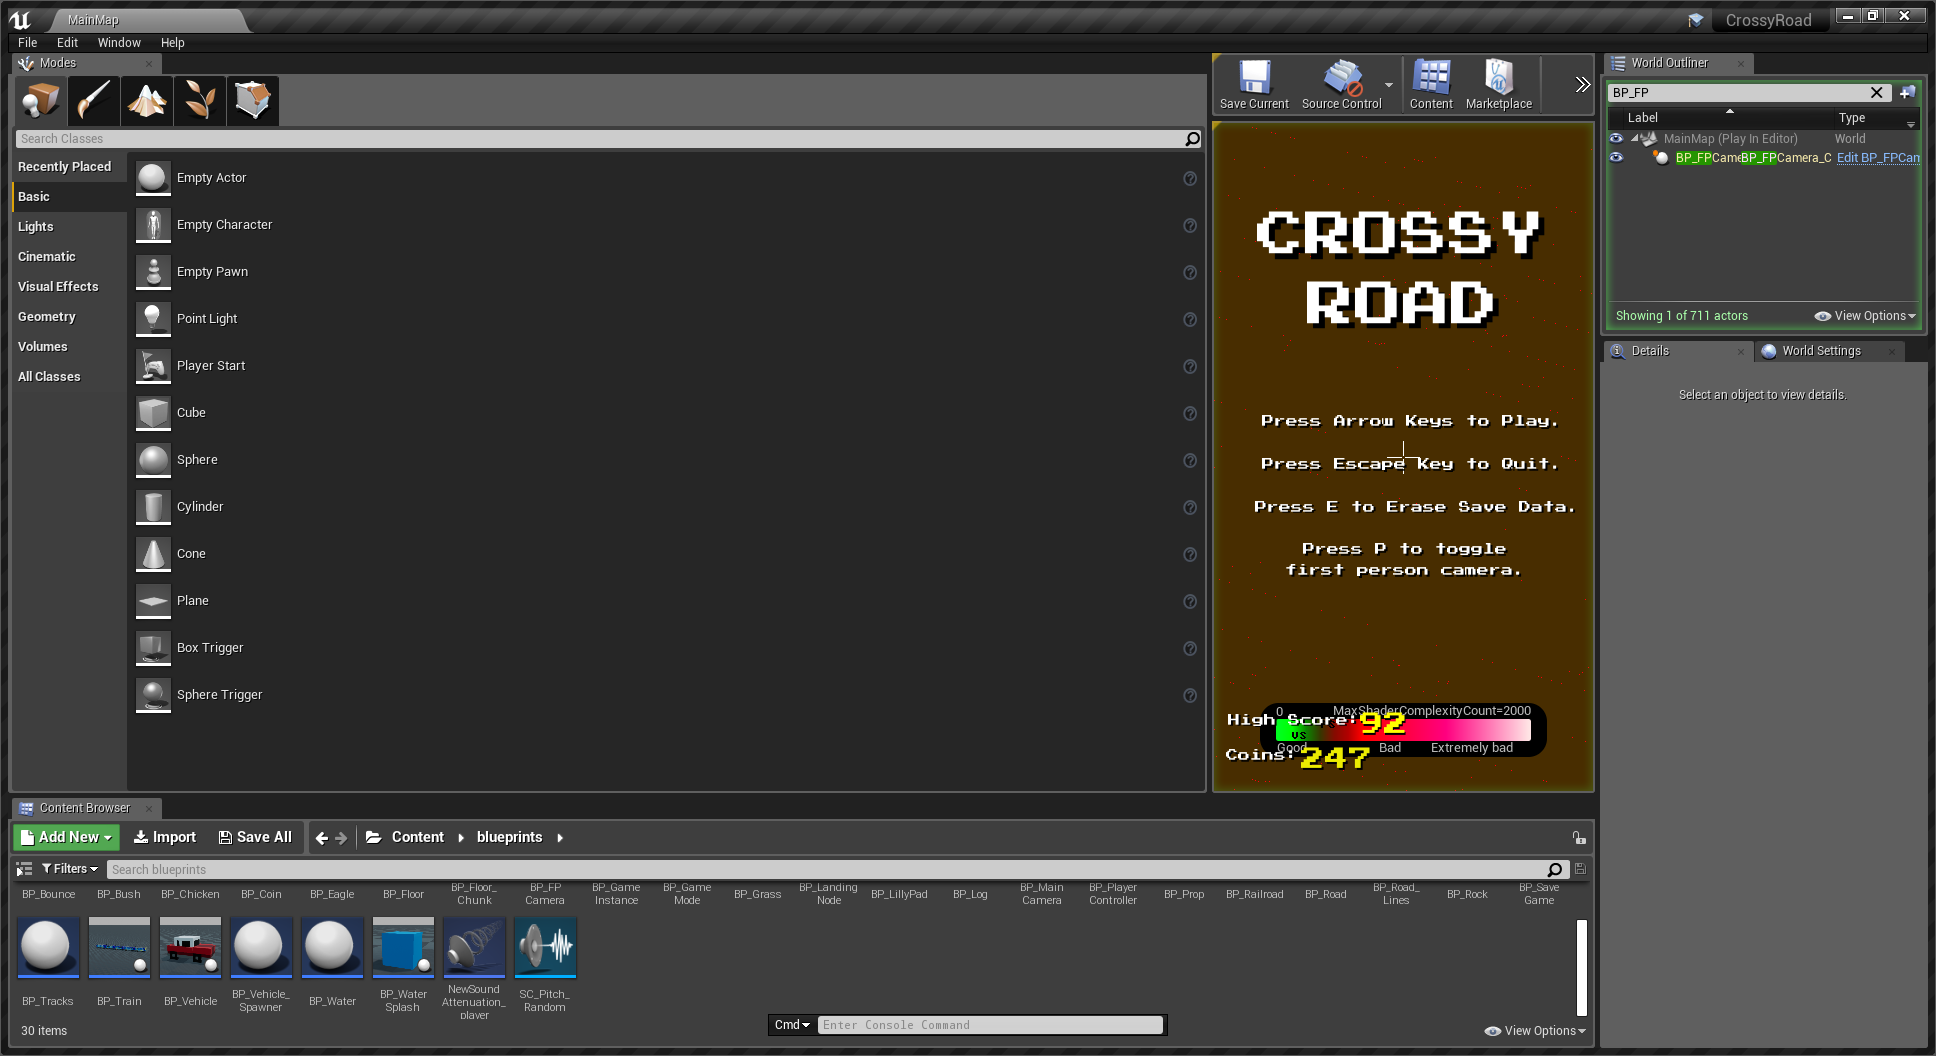 MainMap
CrossyRoad
File Edit Window Help
Modes
Search Classes
Recently Placed
Basic
Lights
Cinematic
Visual Effects
Geometry
Volumes
All Classes
Empty Actor
Empty Character
Empty Pawn
Point Light
Player Start
Cube
Sphere
Cylinder
Cone
Plane
Box Trigger
Sphere Trigger
Save Current Source Control Content Marketplace
CROSSY
ROAD
Press Arrow Keys to Play.
Press Escape Key to Quit.
Press E to Erase Save Data.
Press P to toggle
first person camera.
0 MaxShaderComplexityCount=2000
High Score: 92
VS
Good Bad Extremely bad
Coins: 247
World Outliner
BP_FP
Label Type
MainMap (Play In Editor) World
BP_FPCame BP_FPCamera_C Edit BP_FPCan
Showing 1 of 711 actors View Options
Details World Settings
Select an object to view details.
Content Browser
Add New Import Save All Content blueprints
Filters Search blueprints
BP_Bounce BP_Bush BP_Chicken BP_Coin BP_Eagle BP_Floor BP_Floor_Chunk BP_FP Camera BP_Game Instance BP_Game Mode BP_Grass BP_Landing Node BP_LillyPad BP_Log BP_Main Camera BP_Player Controller BP_Prop BP_Railroad BP_Road BP_Road_Lines BP_Rock BP_Save Game
BP_Tracks BP_Train BP_Vehicle BP_Vehicle_Spawner BP_Water BP_Water Splash NewSound Attenuation_player SC_Pitch_Random
30 items
Cmd Enter Console Command
View Options